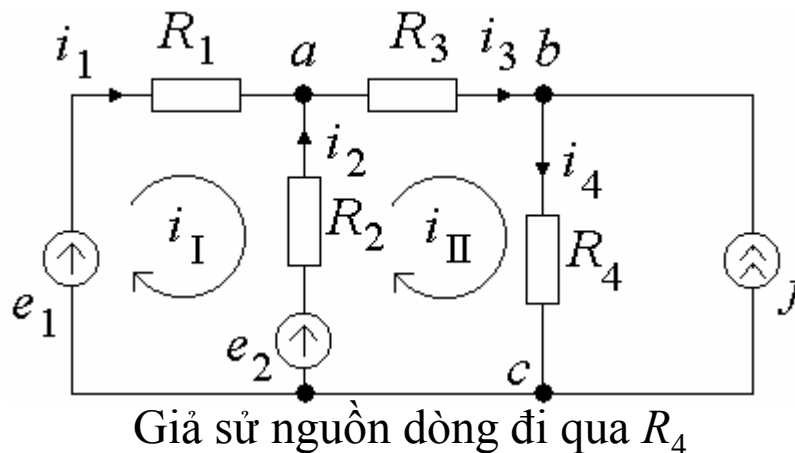 i1 R1 a R3 i3 b
i2 i4
iI R2 iII R4
e1 e2 c J
Giả sử nguồn dòng đi qua R4